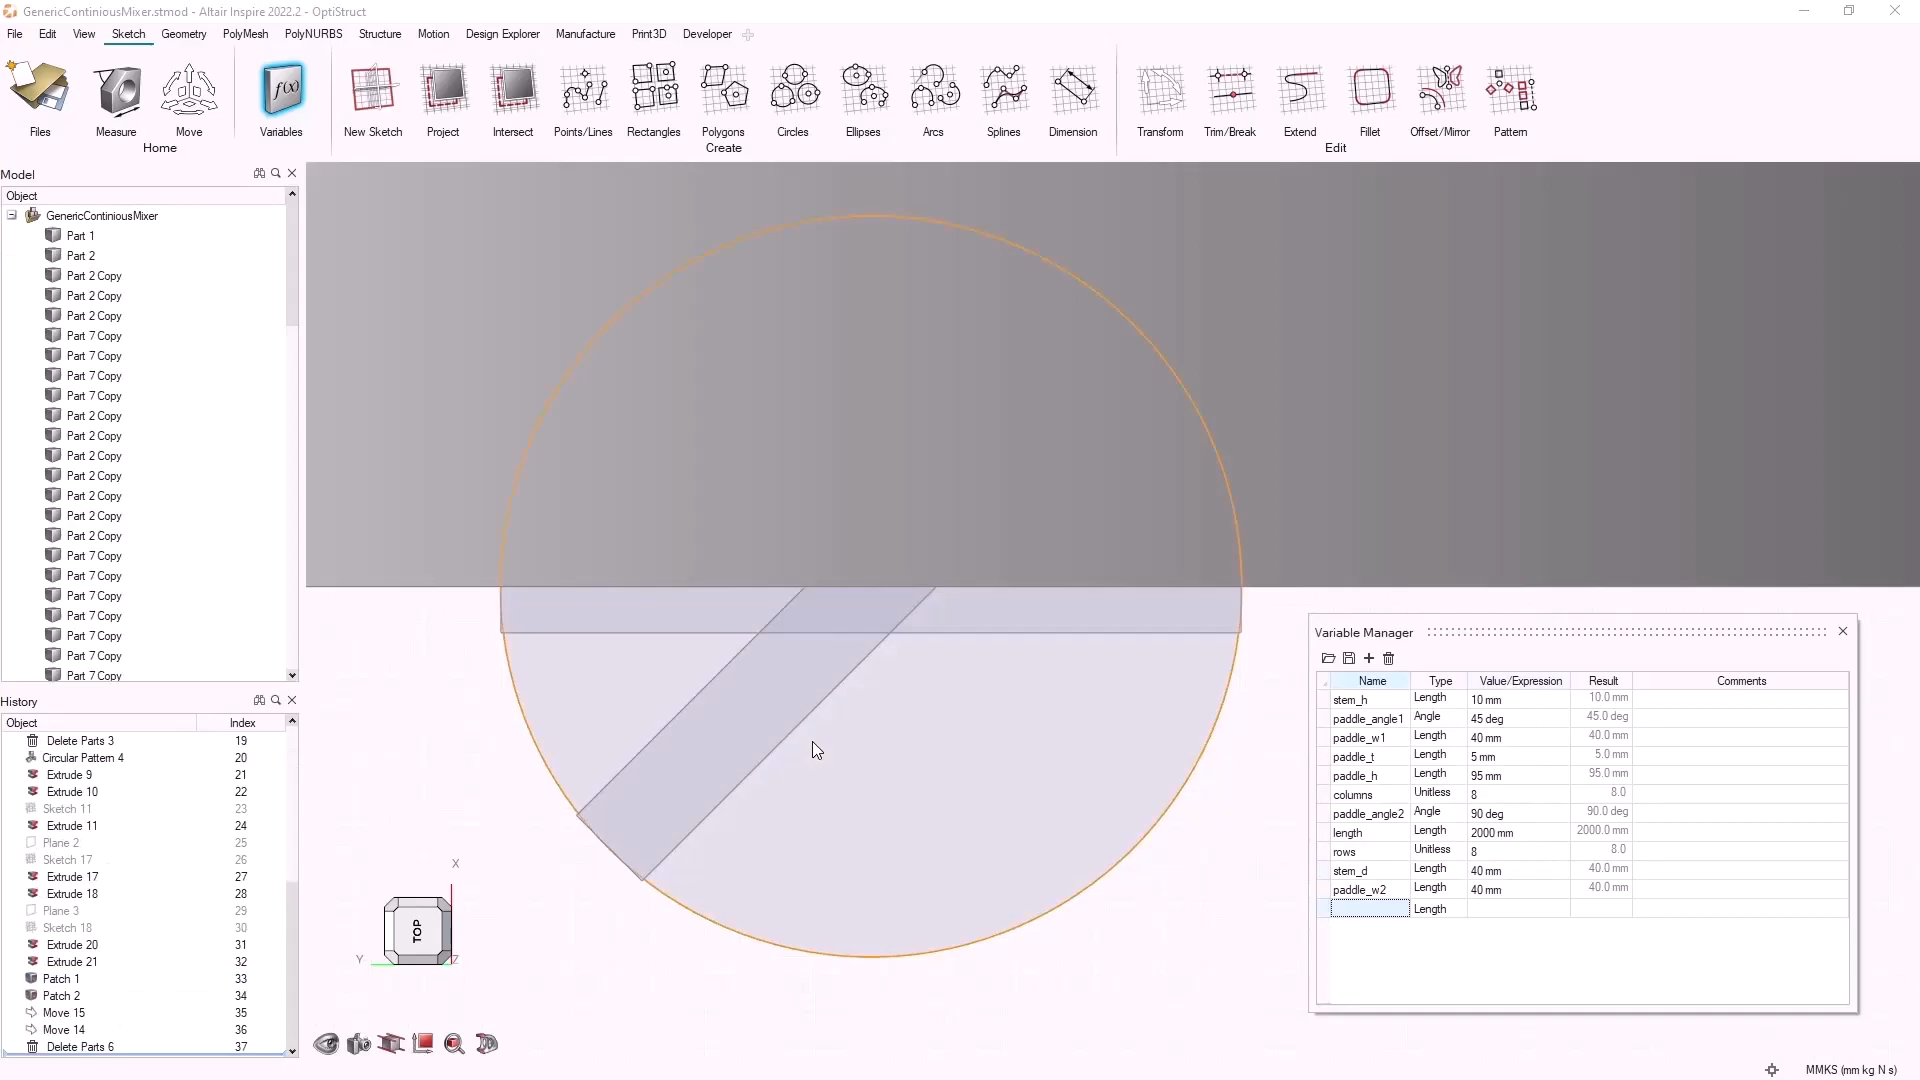 GenericContiniousMixer.stmod - Altair Inspire 2022.2 - OptiStruct
File Edit View Sketch Geometry PolyMesh PolyNURBS Structure Motion Design Explorer Manufacture Print3D Developer
Files Measure Move Variables New Sketch Project Intersect Points/Lines Rectangles Polygons Circles Ellipses Arcs Splines Dimension Transform Trim/Break Extend Fillet Offset/Mirror Pattern
Home Create Edit
Model
Object
GenericContiniousMixer
Part 1
Part 2
Part 2 Copy
Part 2 Copy
Part 2 Copy
Part 7 Copy
Part 7 Copy
Part 7 Copy
Part 7 Copy
Part 2 Copy
Part 2 Copy
Part 2 Copy
Part 2 Copy
Part 2 Copy
Part 2 Copy
Part 2 Copy
Part 7 Copy
Part 7 Copy
Part 7 Copy
Part 7 Copy
Part 7 Copy
Part 7 Copy
Part 7 Copy
History
Object Index
Delete Parts 3 19
Circular Pattern 4 20
Extrude 9 21
Extrude 10 22
Sketch 11 23
Extrude 11 24
Plane 2 25
Sketch 17 26
Extrude 17 27
Extrude 18 28
Plane 3 29
Sketch 18 30
Extrude 20 31
Extrude 21 32
Patch 1 33
Patch 2 34
Move 15 35
Move 14 36
Delete Parts 6 37
X
TOP
Y Z
Variable Manager
Name Type Value/Expression Result Comments
stem_h Length 10 mm 10.0 mm
paddle_angle1 Angle 45 deg 45.0 deg
paddle_w1 Length 40 mm 40.0 mm
paddle_t Length 5 mm 5.0 mm
paddle_h Length 95 mm 95.0 mm
columns Unitless 8 8.0
paddle_angle2 Angle 90 deg 90.0 deg
length Length 2000 mm 2000.0 mm
rows Unitless 8 8.0
stem_d Length 40 mm 40.0 mm
paddle_w2 Length 40 mm 40.0 mm
Length
MMKS (mm kg N s)